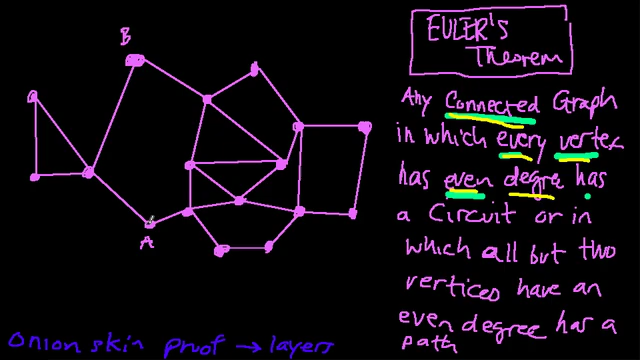 B
EULER'S
Theorem
Any Connected Graph
in which every vertex
has even degree has
a Circuit or in
which all but two
vertices have an
even degree has a
path
A
Onion skin proof → layers